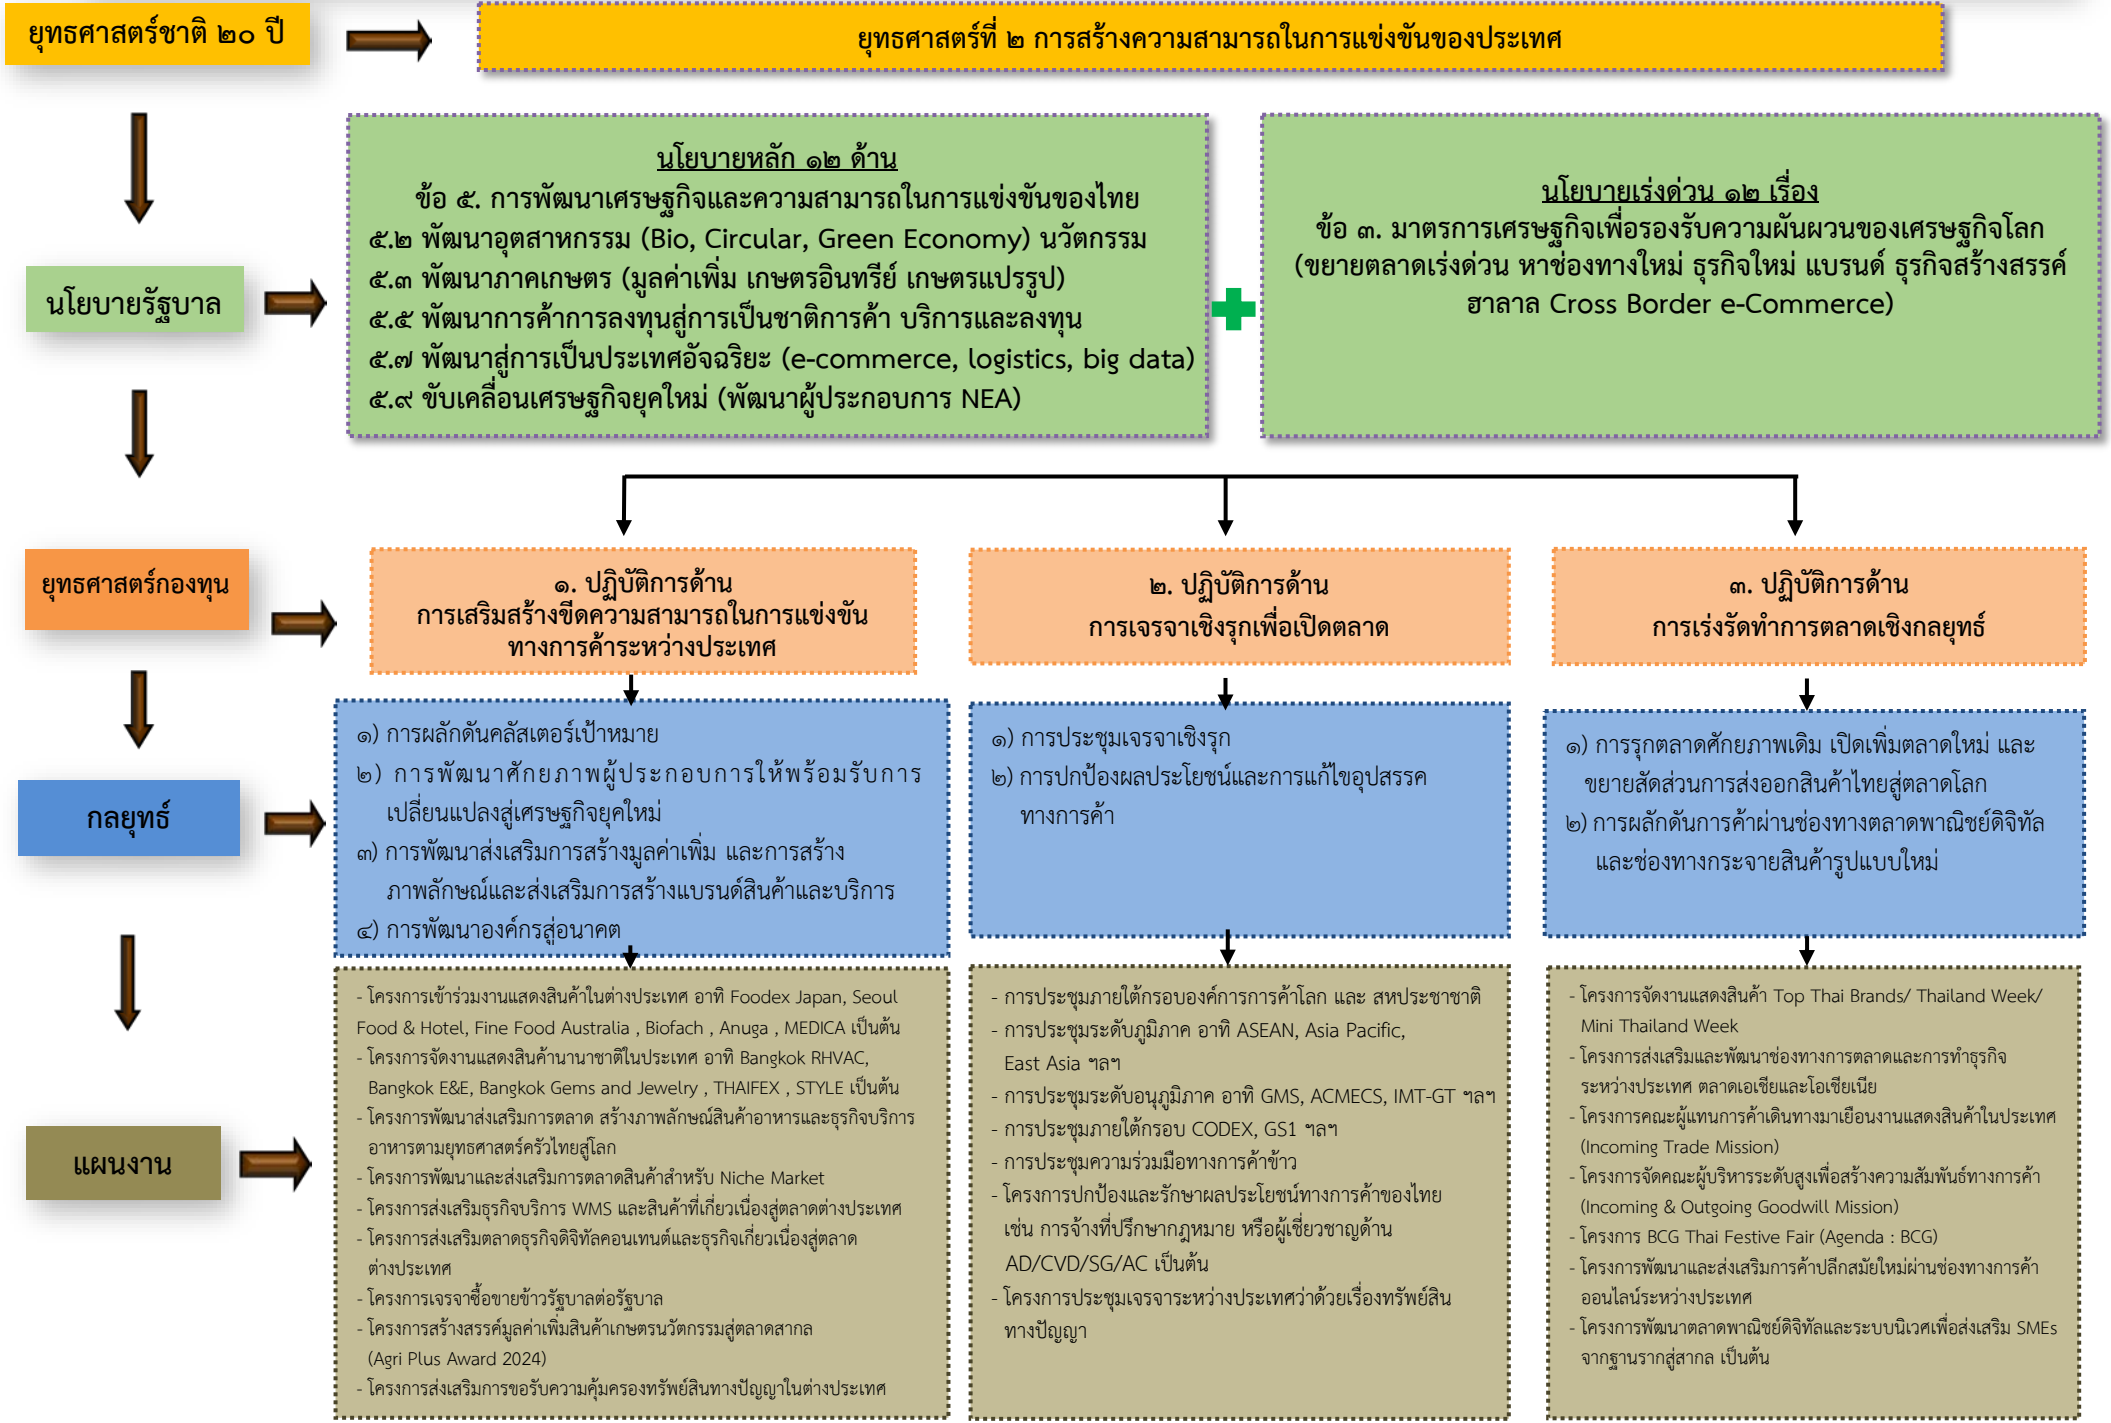 ยุทธศาสตร์ชาติ ๒๐ ปี
ยุทธศาสตร์ที่ ๒ การสร้างความสามารถในการแข่งขันของประเทศ
นโยบายรัฐบาล
นโยบายหลัก ๑๒ ด้าน
ข้อ ๕. การพัฒนาเศรษฐกิจและความสามารถในการแข่งขันของไทย
๕.๒ พัฒนาอุตสาหกรรม (Bio, Circular, Green Economy) นวัตกรรม
๕.๓ พัฒนาภาคเกษตร (มูลค่าเพิ่ม เกษตรอินทรีย์ เกษตรแปรรูป)
๕.๕ พัฒนาการค้าการลงทุนสู่การเป็นชาติการค้า บริการและลงทุน
๕.๗ พัฒนาสู่การเป็นประเทศอัจฉริยะ (e-commerce, logistics, big data)
๕.๙ ขับเคลื่อนเศรษฐกิจยุคใหม่ (พัฒนาผู้ประกอบการ NEA)
นโยบายเร่งด่วน ๑๒ เรื่อง
ข้อ ๓. มาตรการเศรษฐกิจเพื่อรองรับความผันผวนของเศรษฐกิจโลก
(ขยายตลาดเร่งด่วน หาช่องทางใหม่ ธุรกิจใหม่ แบรนด์ ธุรกิจสร้างสรรค์
ฮาลาล Cross Border e-Commerce)
ยุทธศาสตร์กองทุน
๑. ปฏิบัติการด้าน
การเสริมสร้างขีดความสามารถในการแข่งขัน
ทางการค้าระหว่างประเทศ
๒. ปฏิบัติการด้าน
การเจรจาเชิงรุกเพื่อเปิดตลาด
๓. ปฏิบัติการด้าน
การเร่งรัดทำการตลาดเชิงกลยุทธ์
กลยุทธ์
๑) การผลักดันคลัสเตอร์เป้าหมาย
๒) การพัฒนาศักยภาพผู้ประกอบการให้พร้อมรับการ
เปลี่ยนแปลงสู่เศรษฐกิจยุคใหม่
๓) การพัฒนาส่งเสริมการสร้างมูลค่าเพิ่ม และการสร้าง
ภาพลักษณ์และส่งเสริมการสร้างแบรนด์สินค้าและบริการ
๔) การพัฒนาองค์กรสู่อนาคต
๑) การประชุมเจรจาเชิงรุก
๒) การปกป้องผลประโยชน์และการแก้ไขอุปสรรค
ทางการค้า
๑) การรุกตลาดศักยภาพเดิม เปิดเพิ่มตลาดใหม่ และ
ขยายสัดส่วนการส่งออกสินค้าไทยสู่ตลาดโลก
๒) การผลักดันการค้าผ่านช่องทางตลาดพาณิชย์ดิจิทัล
และช่องทางกระจายสินค้ารูปแบบใหม่
แผนงาน
- โครงการเข้าร่วมงานแสดงสินค้าในต่างประเทศ อาทิ Foodex Japan, Seoul
Food & Hotel, Fine Food Australia , Biofach , Anuga , MEDICA เป็นต้น
- โครงการจัดงานแสดงสินค้านานาชาติในประเทศ อาทิ Bangkok RHVAC,
Bangkok E&E, Bangkok Gems and Jewelry , THAIFEX , STYLE เป็นต้น
- โครงการพัฒนาส่งเสริมการตลาด สร้างภาพลักษณ์สินค้าอาหารและธุรกิจบริการ
อาหารตามยุทธศาสตร์ครัวไทยสู่โลก
- โครงการพัฒนาและส่งเสริมการตลาดสินค้าสำหรับ Niche Market
- โครงการส่งเสริมธุรกิจบริการ WMS และสินค้าที่เกี่ยวเนื่องสู่ตลาดต่างประเทศ
- โครงการส่งเสริมตลาดธุรกิจดิจิทัลคอนเทนต์และธุรกิจเกี่ยวเนื่องสู่ตลาด
ต่างประเทศ
- โครงการเจรจาซื้อขายข้าวรัฐบาลต่อรัฐบาล
- โครงการสร้างสรรค์มูลค่าเพิ่มสินค้าเกษตรนวัตกรรมสู่ตลาดสากล
(Agri Plus Award 2024)
- โครงการส่งเสริมการขอรับความคุ้มครองทรัพย์สินทางปัญญาในต่างประเทศ
- การประชุมภายใต้กรอบองค์การการค้าโลก และ สหประชาชาติ
- การประชุมระดับภูมิภาค อาทิ ASEAN, Asia Pacific,
East Asia ฯลฯ
- การประชุมระดับอนุภูมิภาค อาทิ GMS, ACMECS, IMT-GT ฯลฯ
- การประชุมภายใต้กรอบ CODEX, GS1 ฯลฯ
- การประชุมความร่วมมือทางการค้าข้าว
- โครงการปกป้องและรักษาผลประโยชน์ทางการค้าของไทย
เช่น การจ้างที่ปรึกษากฎหมาย หรือผู้เชี่ยวชาญด้าน
AD/CVD/SG/AC เป็นต้น
- โครงการประชุมเจรจาระหว่างประเทศว่าด้วยเรื่องทรัพย์สิน
ทางปัญญา
- โครงการจัดงานแสดงสินค้า Top Thai Brands/ Thailand Week/
Mini Thailand Week
- โครงการส่งเสริมและพัฒนาช่องทางการตลาดและการทำธุรกิจ
ระหว่างประเทศ ตลาดเอเชียและโอเชียเนีย
- โครงการคณะผู้แทนการค้าเดินทางมาเยือนงานแสดงสินค้าในประเทศ
(Incoming Trade Mission)
- โครงการจัดคณะผู้บริหารระดับสูงเพื่อสร้างความสัมพันธ์ทางการค้า
(Incoming & Outgoing Goodwill Mission)
- โครงการ BCG Thai Festive Fair (Agenda : BCG)
- โครงการพัฒนาและส่งเสริมการค้าปลีกสมัยใหม่ผ่านช่องทางการค้า
ออนไลน์ระหว่างประเทศ
- โครงการพัฒนาตลาดพาณิชย์ดิจิทัลและระบบนิเวศเพื่อส่งเสริม SMEs
จากฐานรากสู่สากล เป็นต้น